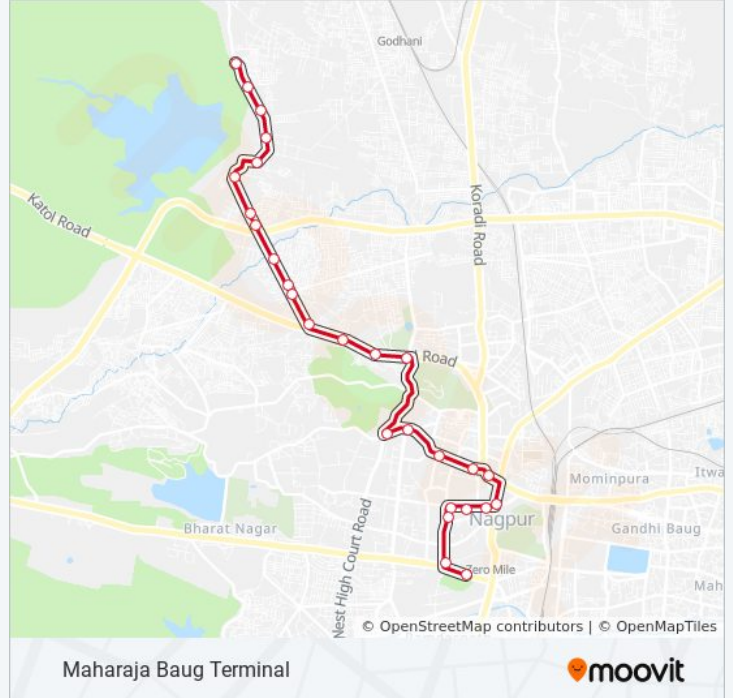 Godhani
Katol Road
Koradi Road
Road
Mominpura
Itwa
Nest High Court Road
Bharat Nagar
Nagpur
Gandhi Baug
Zero Mile
Mah
© OpenStreetMap contributors | © OpenMapTiles
Maharaja Baug Terminal
moovit